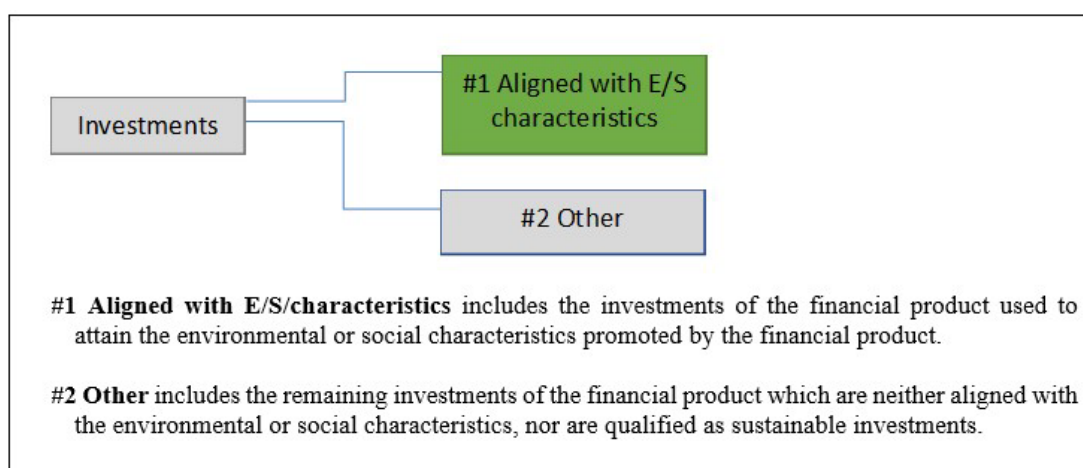 #1 Aligned with E/S
characteristics
Investments
#2 Other
#1 Aligned with E/S/characteristics includes the investments of the financial product used to
attain the environmental or social characteristics promoted by the financial product.
#2 Other includes the remaining investments of the financial product which are neither aligned with
the environmental or social characteristics, nor are qualified as sustainable investments.